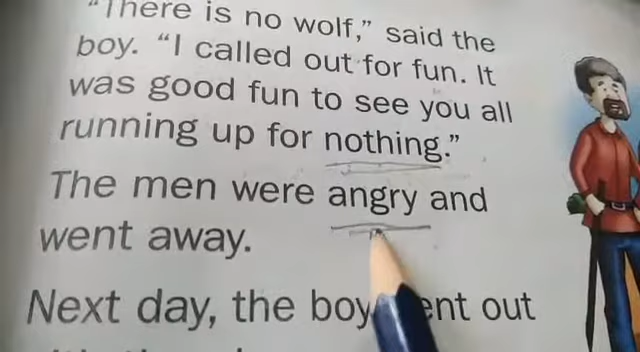 "There is no wolf," said the
boy. "I called out for fun. It
was good fun to see you all
running up for nothing."
The men were angry and
went away.
Next day, the boy out